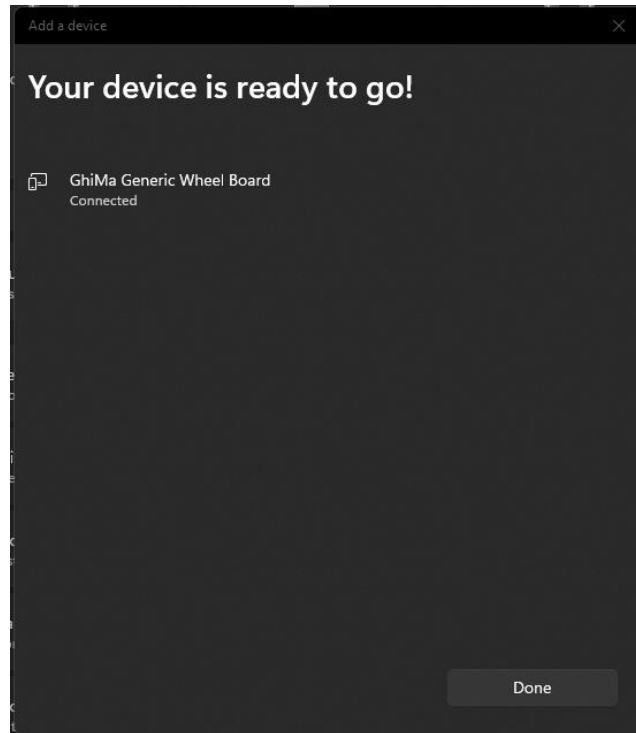 Add a device
Your device is ready to go!
GhiMa Generic Wheel Board
Connected
Done